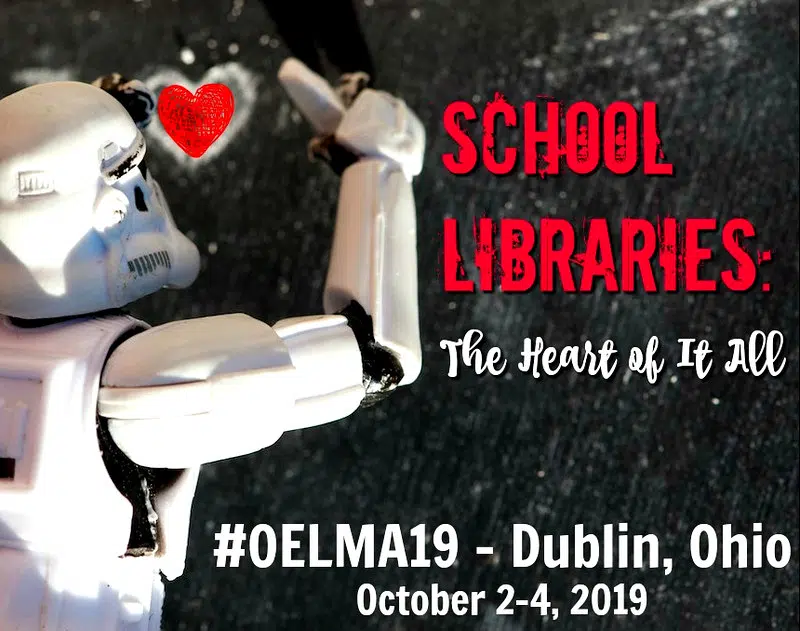 SCHOOL
LIBRARIES:
The Heart of It All
#OELMA19 - Dublin, Ohio
October 2-4, 2019